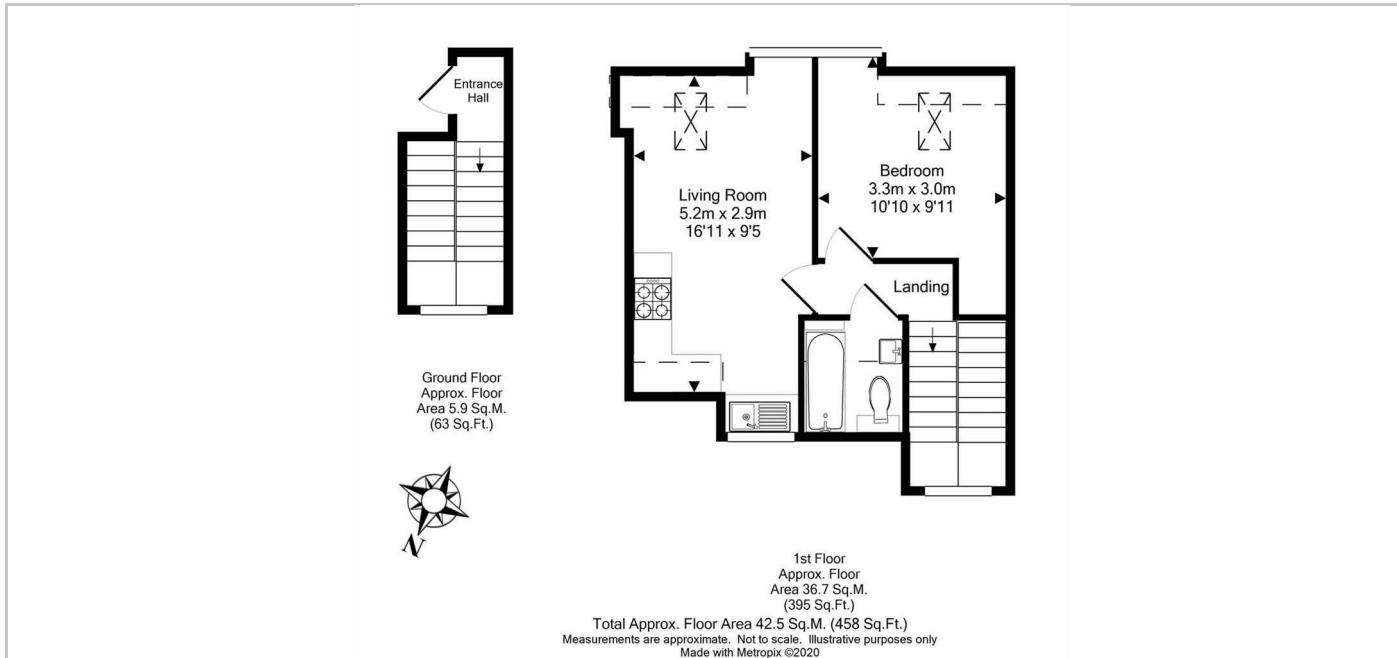 Entrance
Hall
Living Room
5.2m x 2.9m
16'11 x 9'5
Bedroom
3.3m x 3.0m
10'10 x 9'11
Landing
Ground Floor
Approx. Floor
Area 5.9 Sq.M.
(63 Sq.Ft.)
N
1st Floor
Approx. Floor
Area 36.7 Sq.M.
(395 Sq.Ft.)
Total Approx. Floor Area 42.5 Sq.M. (458 Sq.Ft.)
Measurements are approximate. Not to scale. Illustrative purposes only
Made with Metropix ©2020